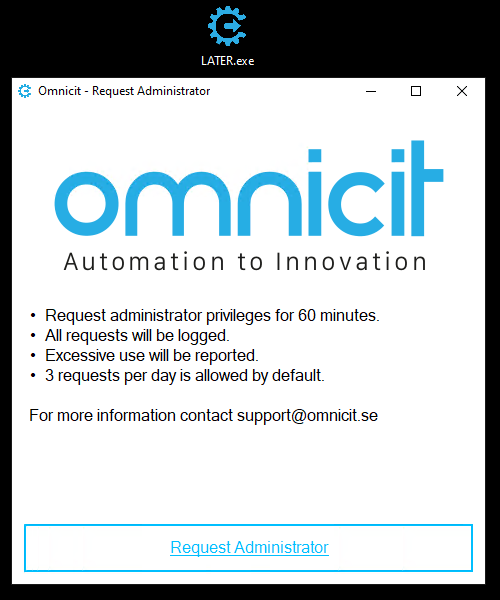 LATER.exe
Omnicit - Request Administrator
omnicit
Automation to Innovation
• Request administrator privileges for 60 minutes.
• All requests will be logged.
• Excessive use will be reported.
• 3 requests per day is allowed by default.
For more information contact support@omnicit.se
Request Administrator